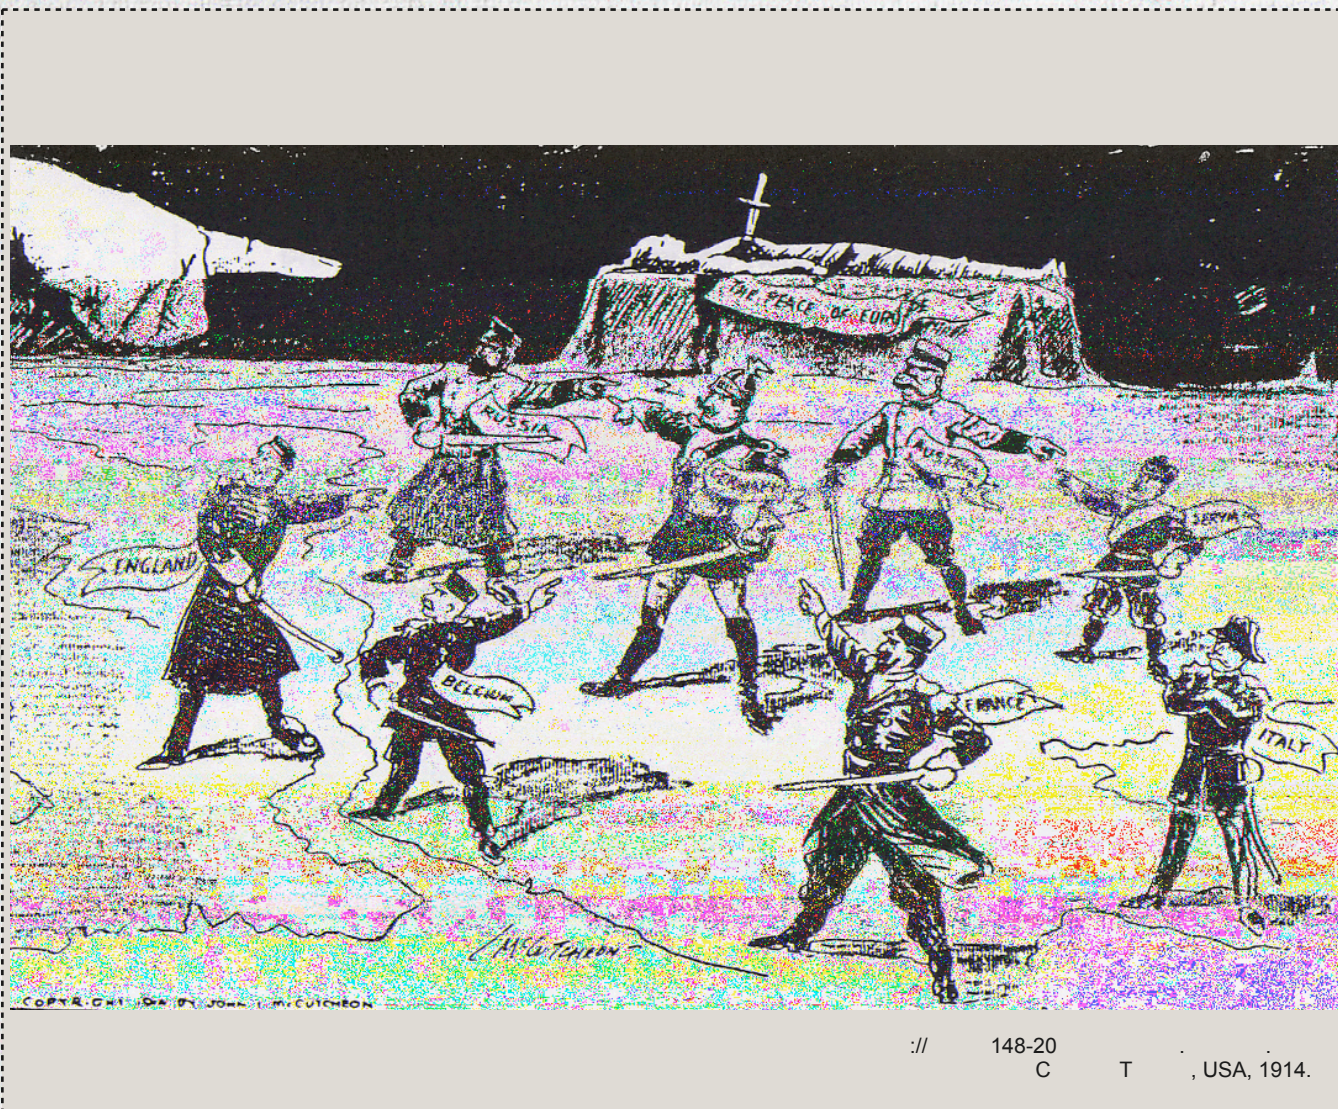 THE PEACE OF EUROPE
RUSSIA
GERMANY
AUSTRIA
SERVIA
ENGLAND
BELGIUM
FRANCE
ITALY
McCUTCHEON
COPYRIGHT BY JOHN T. McCUTCHEON
:// 148-20 . .
C T , USA, 1914.